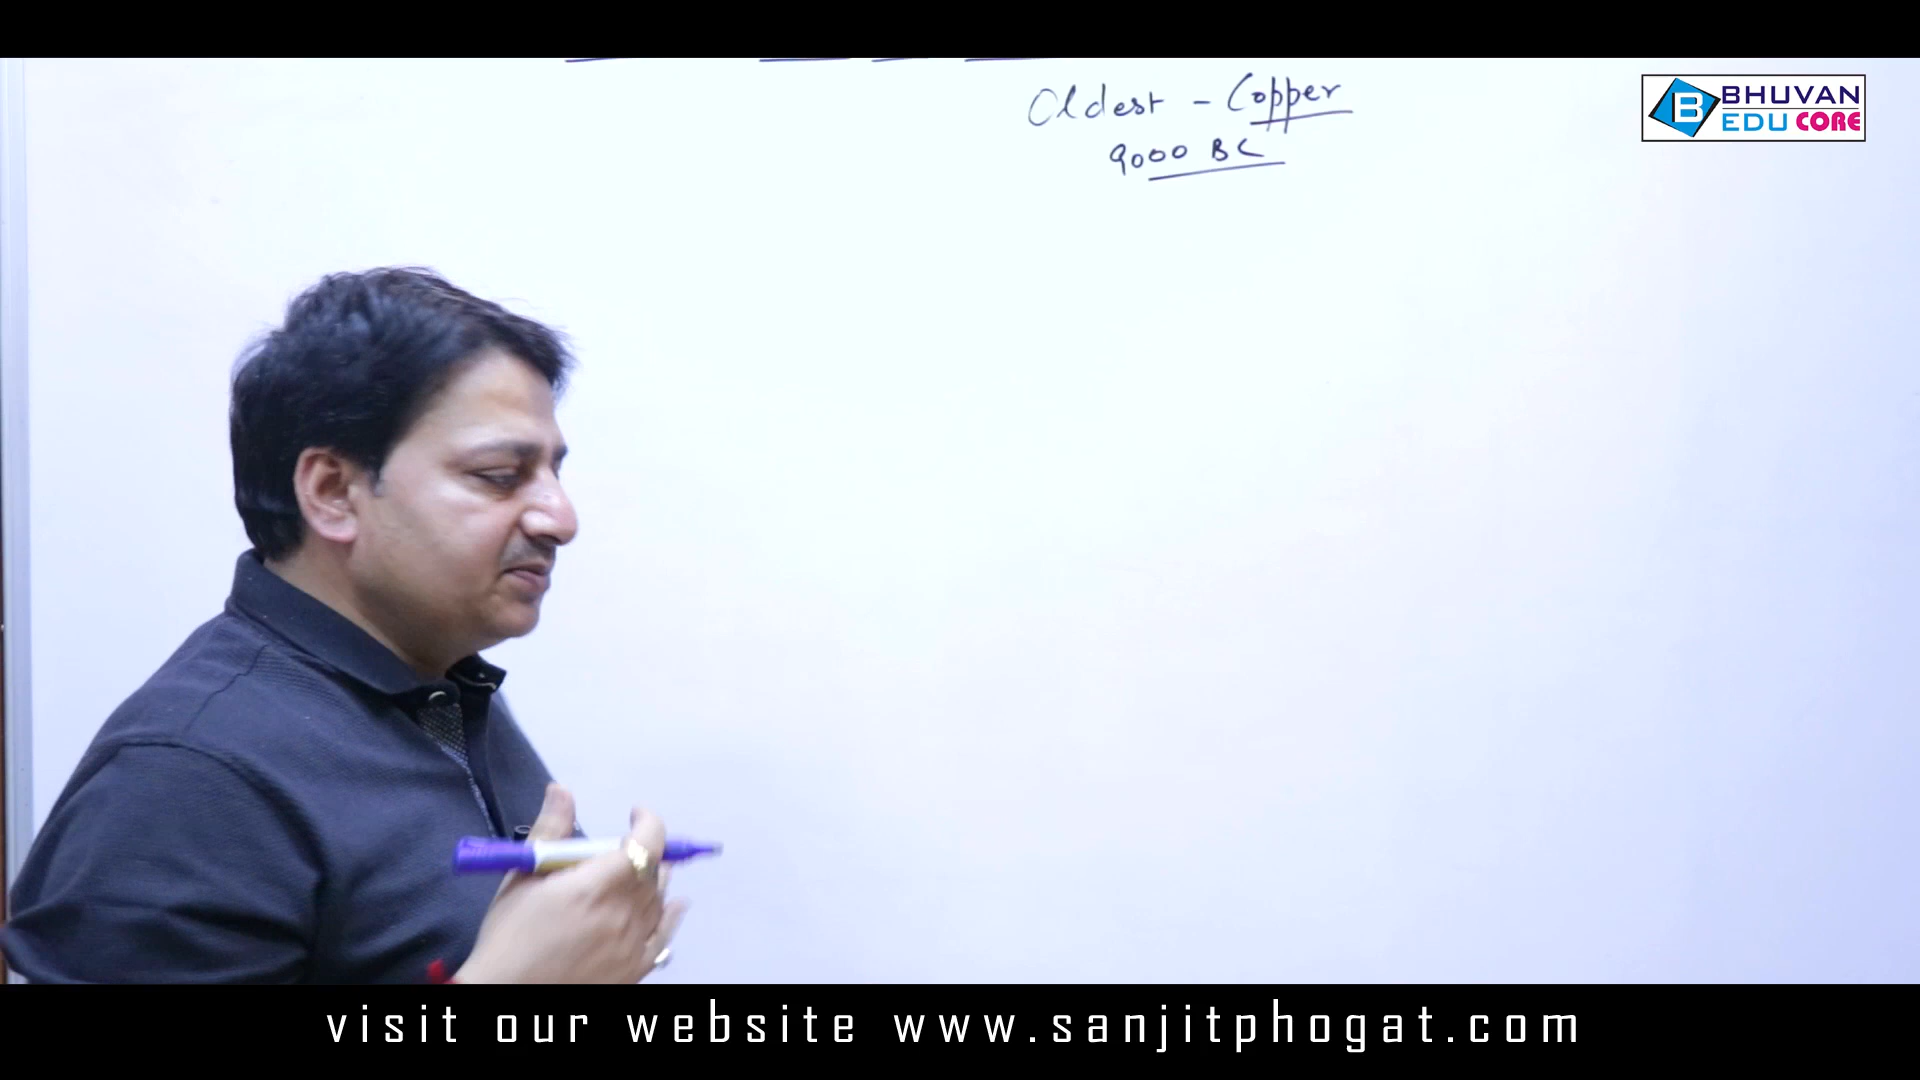 Oldest - Copper
9000 BC
BHUVAN
EDU CORE
visit our website www.sanjitphogat.com